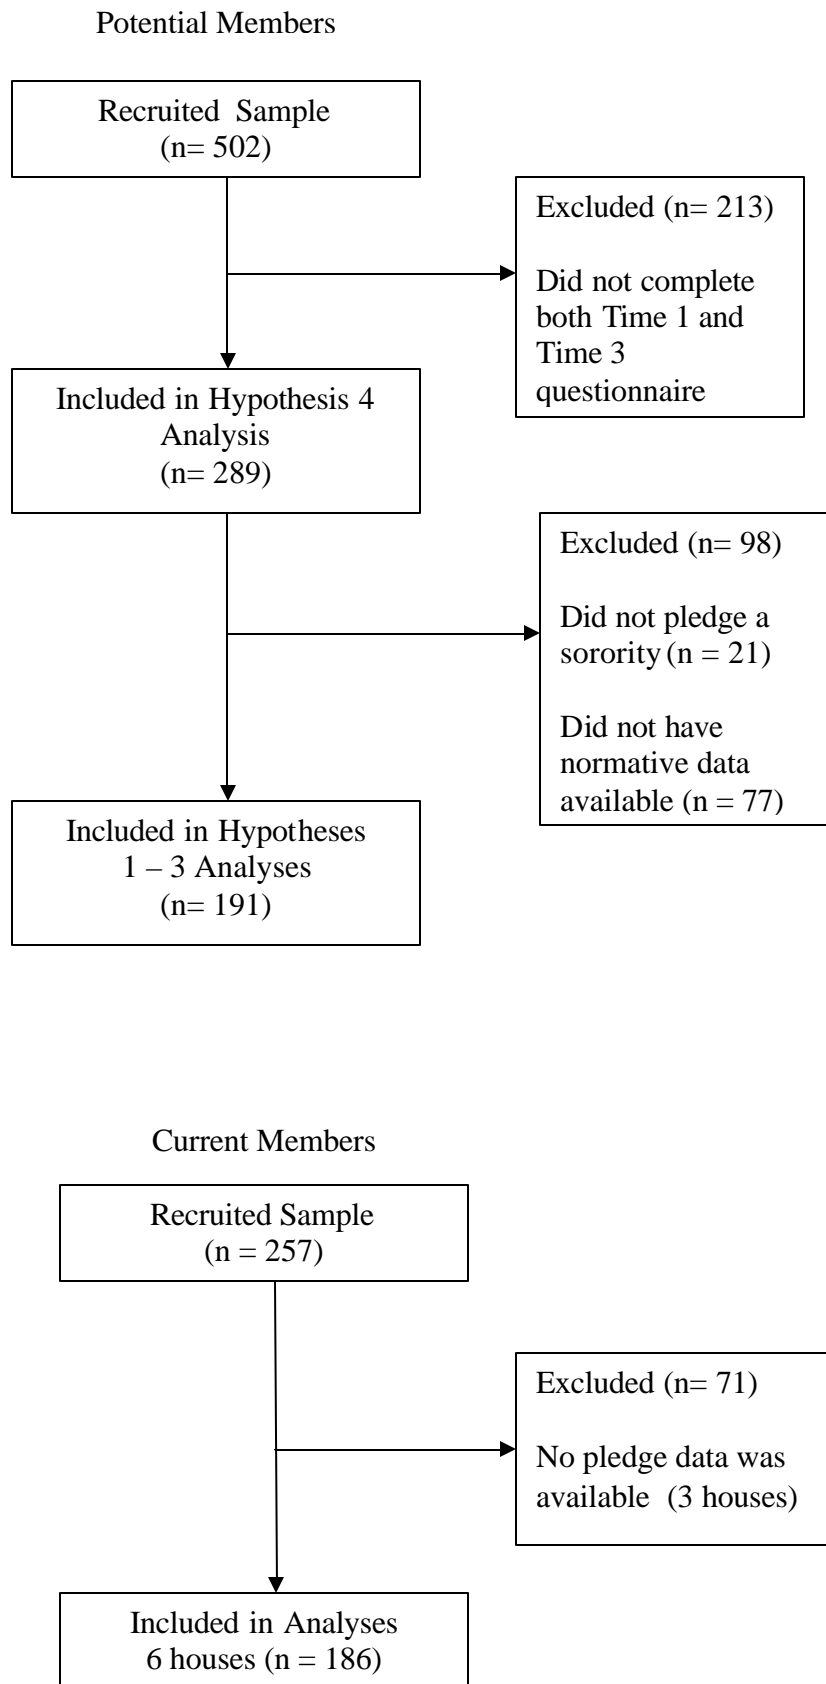 Potential Members
Recruited Sample
(n= 502)
Excluded (n= 213)
Did not complete
both Time 1 and
Time 3
questionnaire
Included in Hypothesis 4
Analysis
(n= 289)
Excluded (n= 98)
Did not pledge a
sorority (n = 21)
Did not have
normative data
available (n = 77)
Included in Hypotheses
1 – 3 Analyses
(n= 191)
Current Members
Recruited Sample
(n = 257)
Excluded (n= 71)
No pledge data was
available (3 houses)
Included in Analyses
6 houses (n = 186)